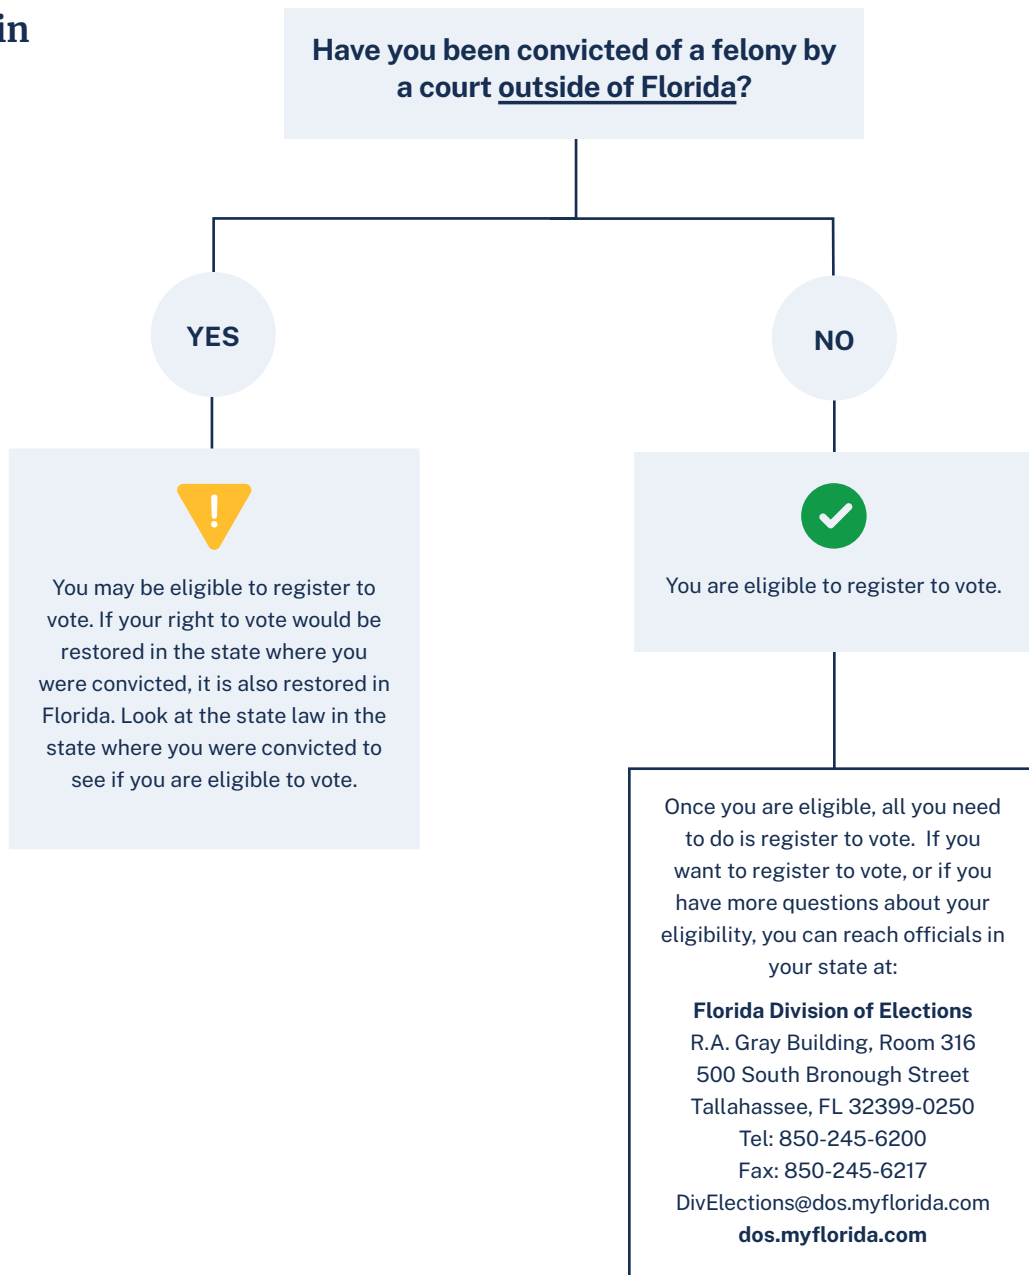 in
Have you been convicted of a felony by
a court outside of Florida?
YES
NO
!
You may be eligible to register to
vote. If your right to vote would be
restored in the state where you
were convicted, it is also restored in
Florida. Look at the state law in the
state where you were convicted to
see if you are eligible to vote.
You are eligible to register to vote.
Once you are eligible, all you need
to do is register to vote.  If you
want to register to vote, or if you
have more questions about your
eligibility, you can reach officials in
your state at:
Florida Division of Elections
R.A. Gray Building, Room 316
500 South Bronough Street
Tallahassee, FL 32399-0250
Tel: 850-245-6200
Fax: 850-245-6217
DivElections@dos.myflorida.com
dos.myflorida.com